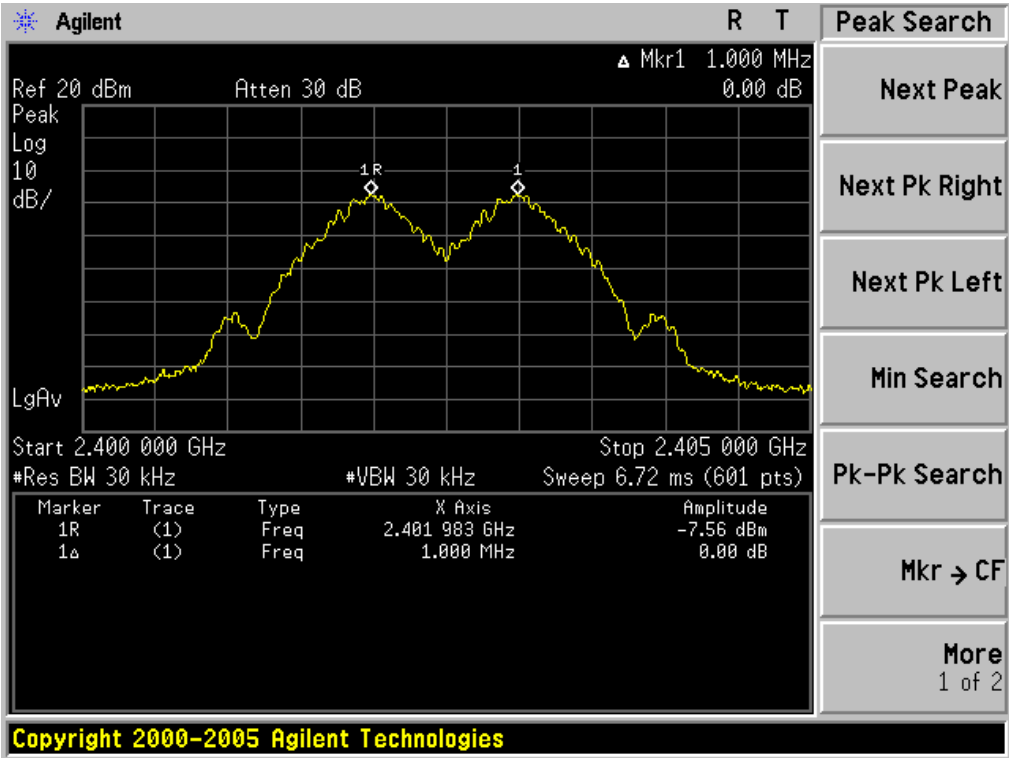 Agilent R T Peak Search
Δ Mkr1 1.000 MHz
Ref 20 dBm Atten 30 dB 0.00 dB
Peak
Log
10
dB/
1R 1
LgAv
Start 2.400 000 GHz Stop 2.405 000 GHz
#Res BW 30 kHz #VBW 30 kHz Sweep 6.72 ms (601 pts)
Marker Trace Type X Axis Amplitude
1R (1) Freq 2.401 983 GHz -7.56 dBm
1Δ (1) Freq 1.000 MHz 0.00 dB
Next Peak
Next Pk Right
Next Pk Left
Min Search
Pk-Pk Search
Mkr → CF
More
1 of 2
Copyright 2000-2005 Agilent Technologies